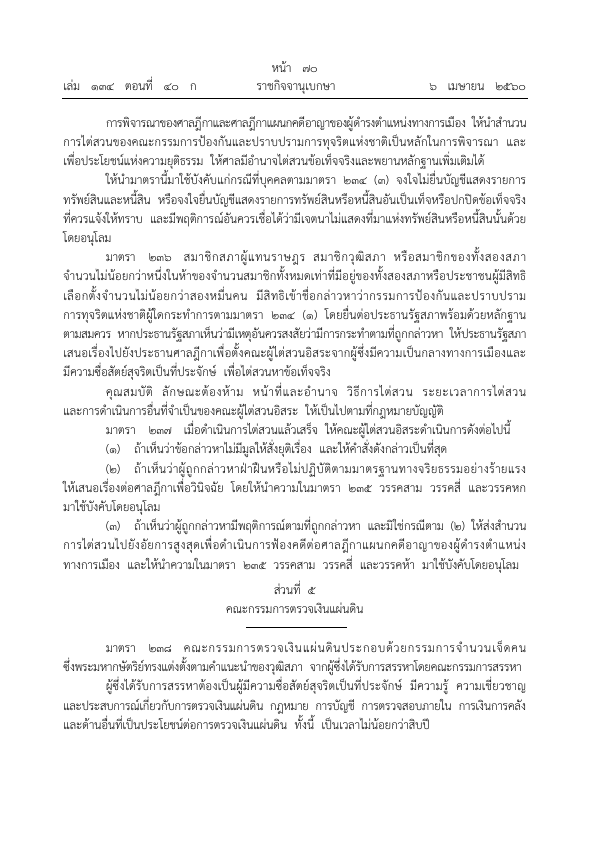 หน้า ๗๐
เล่ม ๑๓๔ ตอนที่ ๔๐ ก ราชกิจจานุเบกษา ๖ เมษายน ๒๕๖๐
การพิจารณาของศาลฎีกาและศาลฎีกาแผนกคดีอาญาของผู้ดำรงตำแหน่งทางการเมือง ให้นำสำนวน
การไต่สวนของคณะกรรมการป้องกันและปราบปรามการทุจริตแห่งชาติเป็นหลักในการพิจารณา และ
เพื่อประโยชน์แห่งความยุติธรรม ให้ศาลมีอำนาจไต่สวนข้อเท็จจริงและพยานหลักฐานเพิ่มเติมได้
ให้นำมาตรานี้มาใช้บังคับแก่กรณีที่บุคคลตามมาตรา ๒๓๔ (๓) จงใจไม่ยื่นบัญชีแสดงรายการ
ทรัพย์สินและหนี้สิน หรือจงใจยื่นบัญชีแสดงรายการทรัพย์สินหรือหนี้สินอันเป็นเท็จหรือปกปิดข้อเท็จจริง
ที่ควรแจ้งให้ทราบ และมีพฤติการณ์อันควรเชื่อได้ว่ามีเจตนาไม่แสดงที่มาแห่งทรัพย์สินหรือหนี้สินนั้นด้วย
โดยอนุโลม
มาตรา ๒๓๖ สมาชิกสภาผู้แทนราษฎร สมาชิกวุฒิสภา หรือสมาชิกของทั้งสองสภา
จำนวนไม่น้อยกว่าหนึ่งในห้าของจำนวนสมาชิกทั้งหมดเท่าที่มีอยู่ของทั้งสองสภาหรือประชาชนผู้มีสิทธิ
เลือกตั้งจำนวนไม่น้อยกว่าสองหมื่นคน มีสิทธิเข้าชื่อกล่าวหาว่ากรรมการป้องกันและปราบปราม
การทุจริตแห่งชาติผู้ใดกระทำการตามมาตรา ๒๓๔ (๑) โดยยื่นต่อประธานรัฐสภาพร้อมด้วยหลักฐาน
ตามสมควร หากประธานรัฐสภาเห็นว่ามีเหตุอันควรสงสัยว่ามีการกระทำตามที่ถูกกล่าวหา ให้ประธานรัฐสภา
เสนอเรื่องไปยังประธานศาลฎีกาเพื่อตั้งคณะผู้ไต่สวนอิสระจากผู้ซึ่งมีความเป็นกลางทางการเมืองและ
มีความซื่อสัตย์สุจริตเป็นที่ประจักษ์ เพื่อไต่สวนหาข้อเท็จจริง
คุณสมบัติ ลักษณะต้องห้าม หน้าที่และอำนาจ วิธีการไต่สวน ระยะเวลาการไต่สวน
และการดำเนินการอื่นที่จำเป็นของคณะผู้ไต่สวนอิสระ ให้เป็นไปตามที่กฎหมายบัญญัติ
มาตรา ๒๓๗ เมื่อดำเนินการไต่สวนแล้วเสร็จ ให้คณะผู้ไต่สวนอิสระดำเนินการดังต่อไปนี้
(๑) ถ้าเห็นว่าข้อกล่าวหาไม่มีมูลให้สั่งยุติเรื่อง และให้คำสั่งดังกล่าวเป็นที่สุด
(๒) ถ้าเห็นว่าผู้ถูกกล่าวหาฝ่าฝืนหรือไม่ปฏิบัติตามมาตรฐานทางจริยธรรมอย่างร้ายแรง
ให้เสนอเรื่องต่อศาลฎีกาเพื่อวินิจฉัย โดยให้นำความในมาตรา ๒๓๕ วรรคสาม วรรคสี่ และวรรคหก
มาใช้บังคับโดยอนุโลม
(๓) ถ้าเห็นว่าผู้ถูกกล่าวหามีพฤติการณ์ตามที่ถูกกล่าวหา และมิใช่กรณีตาม (๒) ให้ส่งสำนวน
การไต่สวนไปยังอัยการสูงสุดเพื่อดำเนินการฟ้องคดีต่อศาลฎีกาแผนกคดีอาญาของผู้ดำรงตำแหน่ง
ทางการเมือง และให้นำความในมาตรา ๒๓๕ วรรคสาม วรรคสี่ และวรรคห้า มาใช้บังคับโดยอนุโลม
ส่วนที่ ๕
คณะกรรมการตรวจเงินแผ่นดิน
มาตรา ๒๓๘ คณะกรรมการตรวจเงินแผ่นดินประกอบด้วยกรรมการจำนวนเจ็ดคน
ซึ่งพระมหากษัตริย์ทรงแต่งตั้งตามคำแนะนำของวุฒิสภา จากผู้ซึ่งได้รับการสรรหาโดยคณะกรรมการสรรหา
ผู้ซึ่งได้รับการสรรหาต้องเป็นผู้มีความซื่อสัตย์สุจริตเป็นที่ประจักษ์ มีความรู้ ความเชี่ยวชาญ
และประสบการณ์เกี่ยวกับการตรวจเงินแผ่นดิน กฎหมาย การบัญชี การตรวจสอบภายใน การเงินการคลัง
และด้านอื่นที่เป็นประโยชน์ต่อการตรวจเงินแผ่นดิน ทั้งนี้ เป็นเวลาไม่น้อยกว่าสิบปี